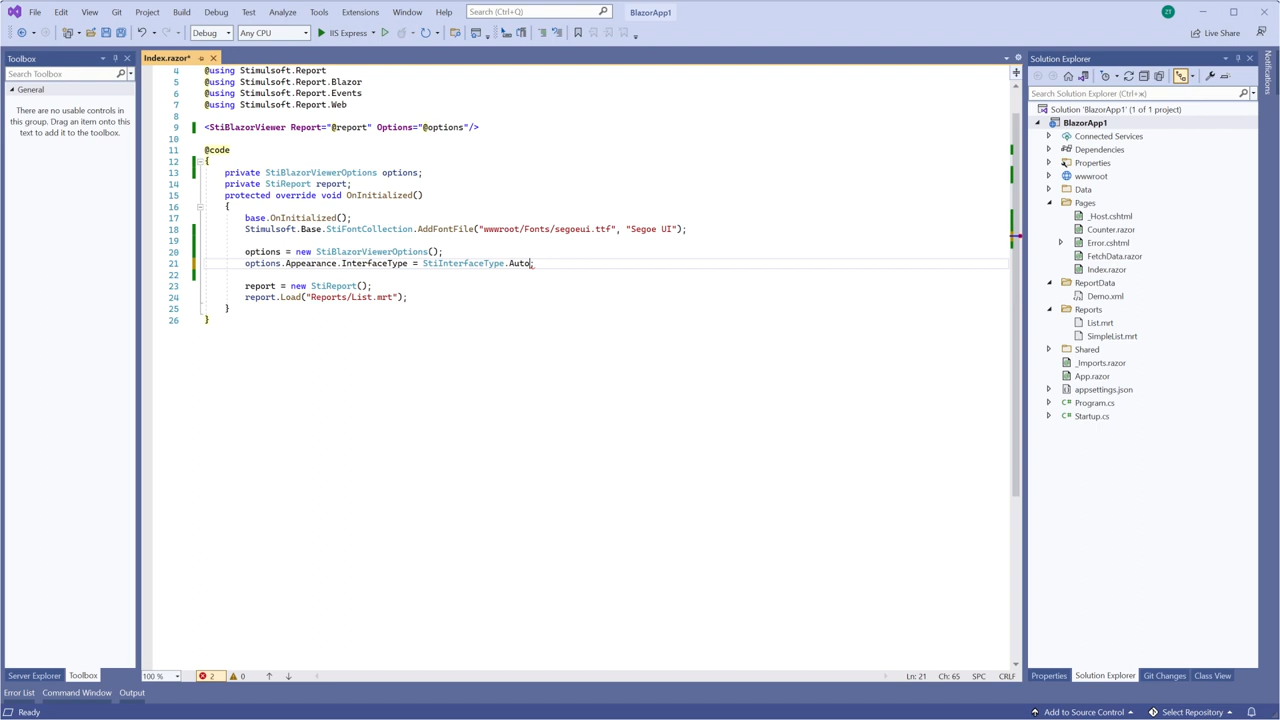 File Edit View Git Project Build Debug Test Analyze Tools Extensions Window Help Search (Ctrl+Q) BlazorApp1 ZT
Debug Any CPU IIS Express Live Share
Toolbox
Search Toolbox
General
There are no usable controls in
this group. Drag an item onto this
text to add it to the toolbox.
Server Explorer Toolbox
Index.razor*
4 @using Stimulsoft.Report
5 @using Stimulsoft.Report.Blazor
6 @using Stimulsoft.Report.Events
7 @using Stimulsoft.Report.Web
8
9 <StiBlazorViewer Report="@report" Options="@options"/>
10
11 @code
12 {
13 private StiBlazorViewerOptions options;
14 private StiReport report;
15 protected override void OnInitialized()
16 {
17 base.OnInitialized();
18 Stimulsoft.Base.StiFontCollection.AddFontFile("wwwroot/Fonts/segoeui.ttf", "Segoe UI");
19
20 options = new StiBlazorViewerOptions();
21 options.Appearance.InterfaceType = StiInterfaceType.Auto;
22
23 report = new StiReport();
24 report.Load("Reports/List.mrt");
25 }
26 }
100 % 2 0 Ln: 21 Ch: 65 SPC CRLF
Solution Explorer
Search Solution Explorer (Ctrl+ж)
Solution 'BlazorApp1' (1 of 1 project)
BlazorApp1
Connected Services
Dependencies
Properties
wwwroot
Data
Pages
_Host.cshtml
Counter.razor
Error.cshtml
FetchData.razor
Index.razor
ReportData
Demo.xml
Reports
List.mrt
SimpleList.mrt
Shared
_Imports.razor
App.razor
appsettings.json
C# Program.cs
C# Startup.cs
Properties Solution Explorer Git Changes Class View
Notifications
Error List Command Window Output
Ready Add to Source Control Select Repository